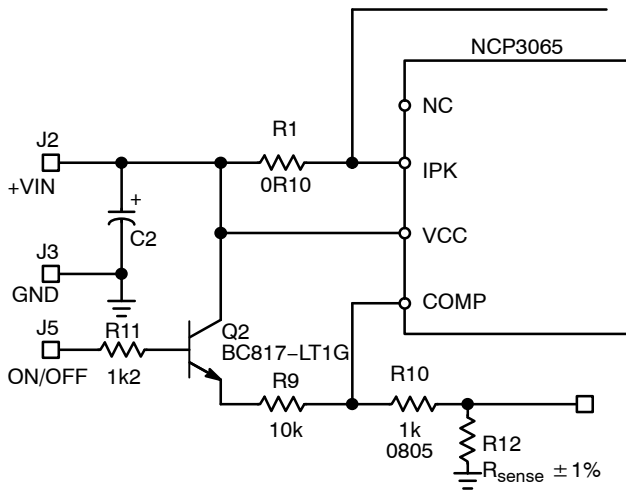 NCP3065
NC
R1
J2
+VIN
0R10
IPK
+
C2
VCC
J3
GND
COMP
J5
R11
Q2
BC817–LT1G
ON/OFF
1k2
R9
R10
10k
1k
0805
R12
Rsense ± 1%